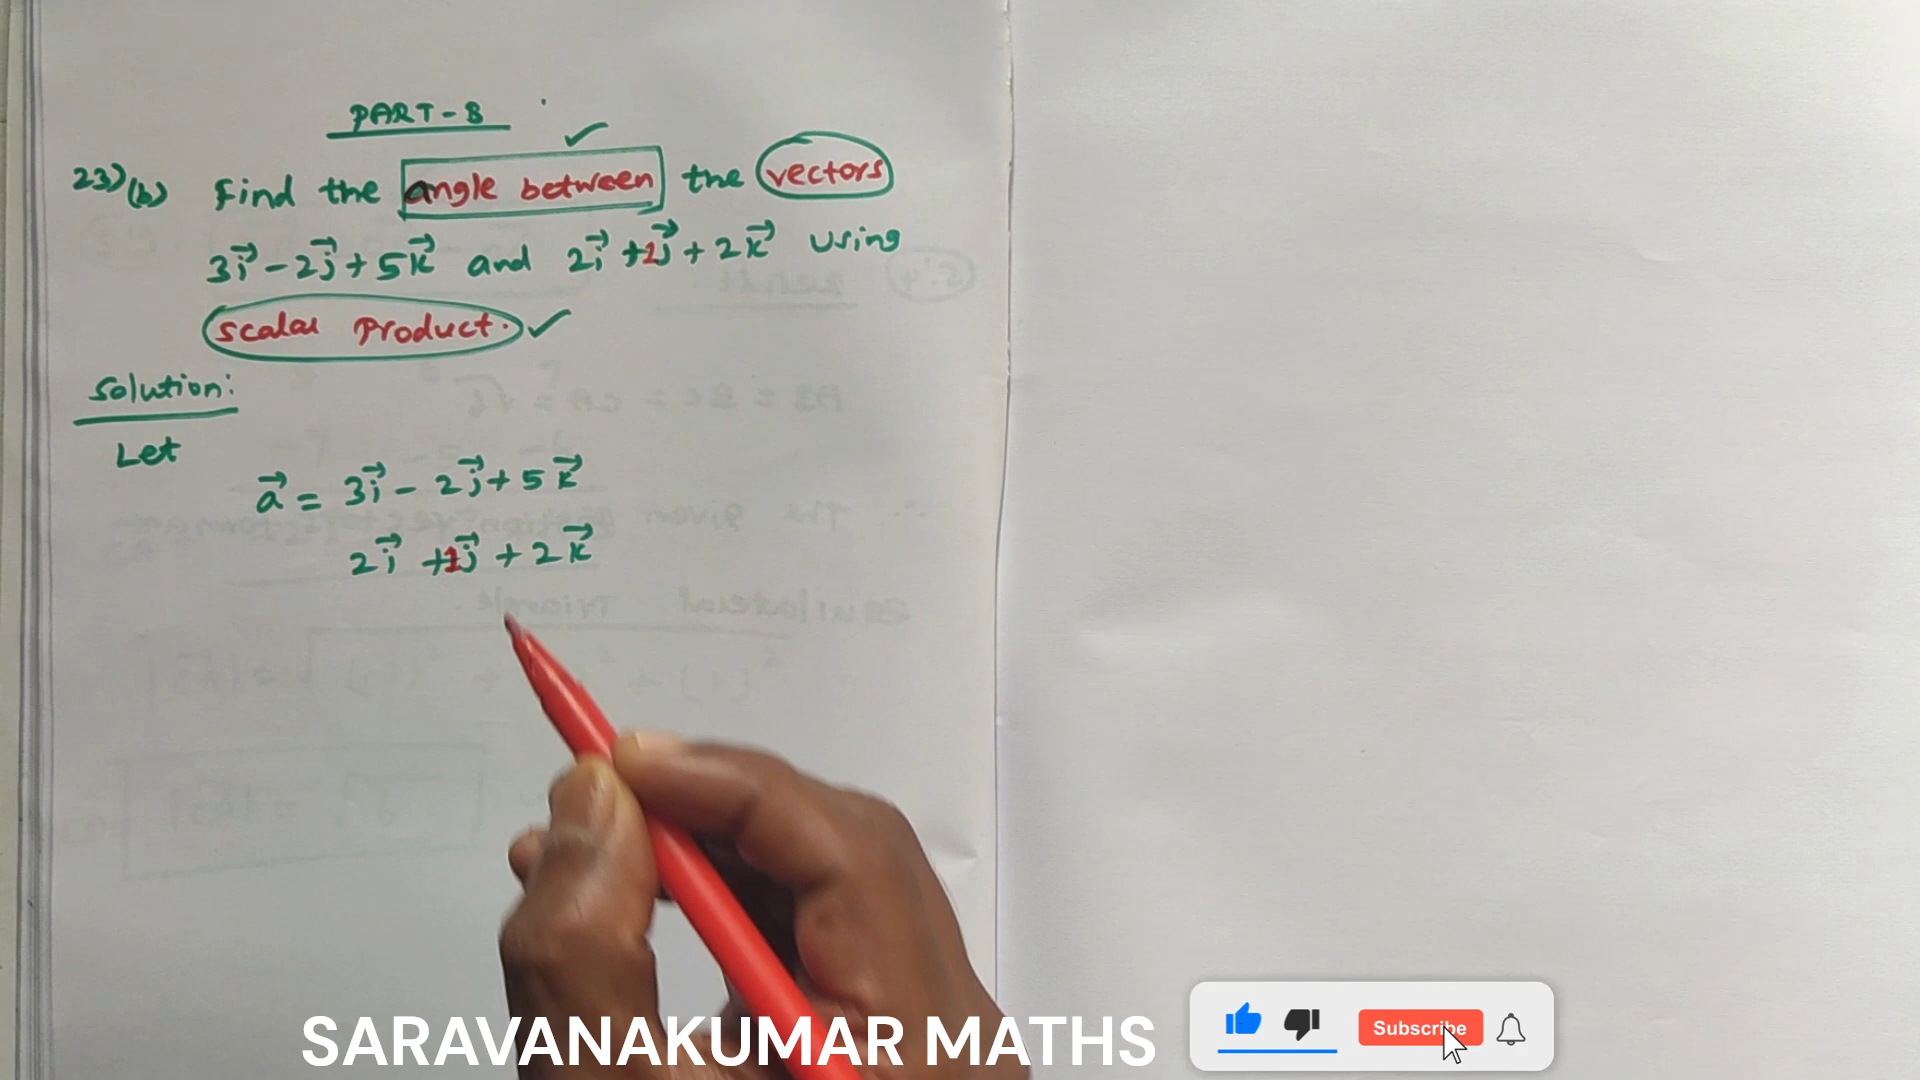 PART-B
23)(b) Find the angle between the vectors
3i⃗ - 2j⃗ + 5k⃗ and 2i⃗ + 1j⃗ + 2k⃗ using
scalar product.
Solution:
Let
a⃗ = 3i⃗ - 2j⃗ + 5k⃗
2i⃗ + 1j⃗ + 2k⃗
SARAVANAKUMAR MATHS
Subscribe